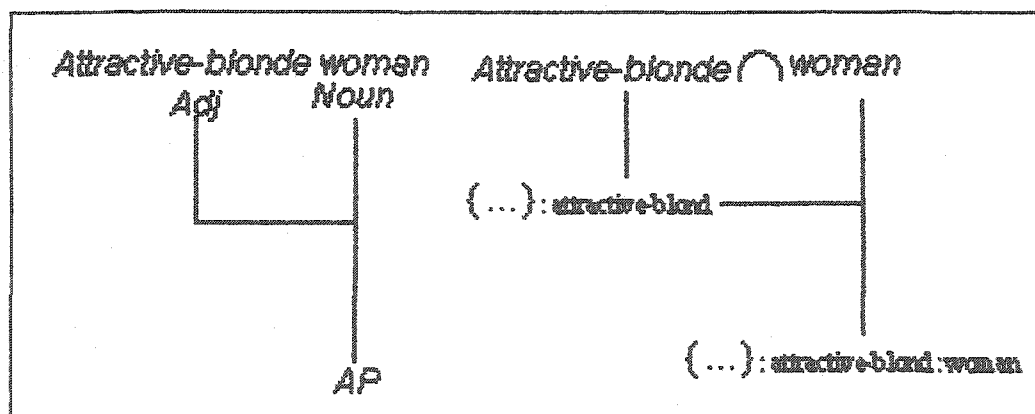 Attractive-blonde woman
Adj Noun
AP
Attractive-blonde ⌒ woman
{...}: attractive-blond
{...}: attractive-blond:woman